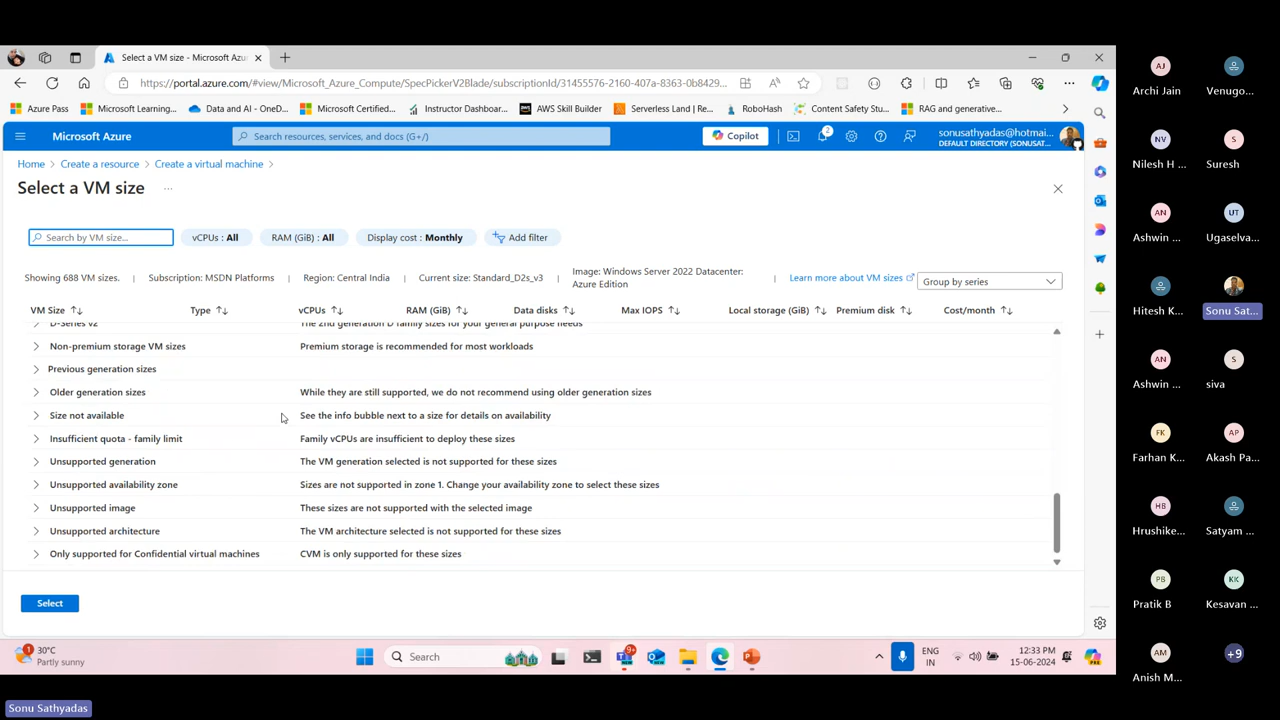 Select a VM size - Microsoft Azu
https://portal.azure.com/#view/Microsoft_Azure_Compute/SpecPickerV2Blade/subscriptionId/31455576-2160-407a-8363-0b8429...
Azure Pass
Microsoft Learning...
Data and AI - OneD...
Microsoft Certified...
Instructor Dashboar...
AWS Skill Builder
Serverless Land | Re...
RoboHash
Content Safety Stu...
RAG and generative...
Microsoft Azure
Search resources, services, and docs (G+/)
Copilot
2
sonusathyadas@hotmai...
DEFAULT DIRECTORY (SONUSAT...
Home > Create a resource > Create a virtual machine >
Select a VM size ...
Search by VM size...
vCPUs : All
RAM (GiB) : All
Display cost : Monthly
Add filter
Showing 688 VM sizes.
Subscription: MSDN Platforms
Region: Central India
Current size: Standard_D2s_v3
Image: Windows Server 2022 Datacenter:
Azure Edition
Learn more about VM sizes
Group by series
VM Size
Type
vCPUs
RAM (GiB)
Data disks
Max IOPS
Local storage (GiB)
Premium disk
Cost/month
D-Series v2 The 2nd generation D family sizes for your general purpose needs
Non-premium storage VM sizes Premium storage is recommended for most workloads
Previous generation sizes
Older generation sizes While they are still supported, we do not recommend using older generation sizes
Size not available See the info bubble next to a size for details on availability
Insufficient quota - family limit Family vCPUs are insufficient to deploy these sizes
Unsupported generation The VM generation selected is not supported for these sizes
Unsupported availability zone Sizes are not supported in zone 1. Change your availability zone to select these sizes
Unsupported image These sizes are not supported with the selected image
Unsupported architecture The VM architecture selected is not supported for these sizes
Only supported for Confidential virtual machines CVM is only supported for these sizes
Select
1
30°C
Partly sunny
Search
ENG
IN
12:33 PM
15-06-2024
AJ
Archi Jain
Venugo...
NV
Nilesh H ...
S
Suresh
AN
Ashwin ...
UT
Ugaselva...
Hitesh K...
Sonu Sat...
AN
Ashwin ...
S
siva
FK
Farhan K...
AP
Akash Pa...
HB
Hrushike...
Satyam ...
PB
Pratik B
KK
Kesavan ...
AM
Anish M...
+9
Sonu Sathyadas